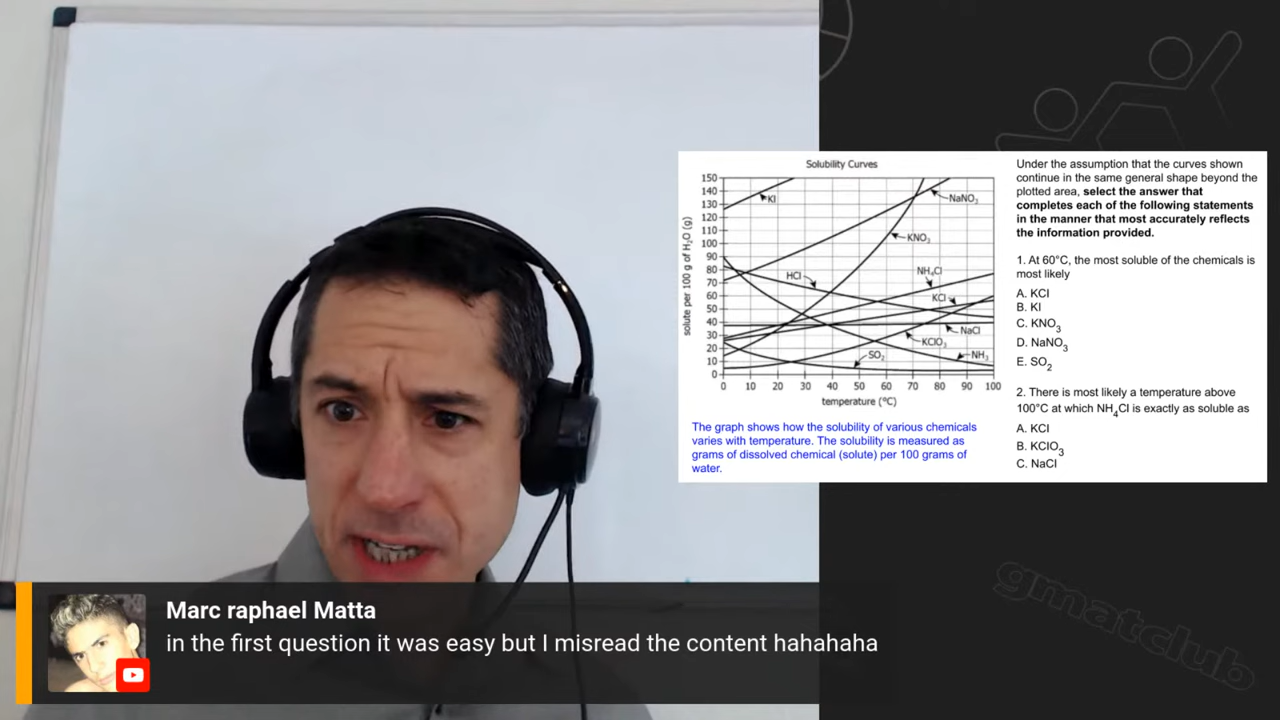 Solubility Curves
solute per 100 g of H₂O (g)
150
140
130
120
110
100
90
80
70
60
50
40
30
20
10
0
KI
NaNO₃
KNO₃
HCl
NH₄Cl
KCl
NaCl
KClO₃
SO₂
NH₃
0 10 20 30 40 50 60 70 80 90 100
temperature (°C)
The graph shows how the solubility of various chemicals
varies with temperature. The solubility is measured as
grams of dissolved chemical (solute) per 100 grams of
water.
Under the assumption that the curves shown
continue in the same general shape beyond the
plotted area, select the answer that
completes each of the following statements
in the manner that most accurately reflects
the information provided.
1. At 60°C, the most soluble of the chemicals is
most likely
A. KCl
B. KI
C. KNO₃
D. NaNO₃
E. SO₂
2. There is most likely a temperature above
100°C at which NH₄Cl is exactly as soluble as
A. KCl
B. KClO₃
C. NaCl
gmatclub
Marc raphael Matta
in the first question it was easy but I misread the content hahahaha